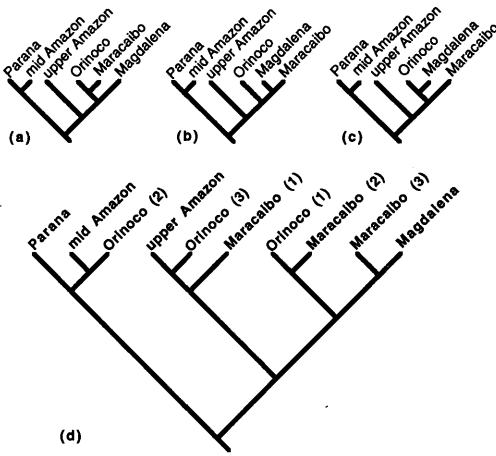 Parana
mid Amazon
upper Amazon
Orinoco
Maracaibo
Magdalena
(a)
Parana
mid Amazon
upper Amazon
Orinoco
Magdalena
Maracaibo
(b)
Parana
mid Amazon
upper Amazon
Orinoco
Magdalena
Maracaibo
(c)
Parana
mid Amazon
Orinoco (2)
upper Amazon
Orinoco (3)
Maracaibo (1)
Orinoco (1)
Maracaibo (2)
Maracaibo (3)
Magdalena
(d)